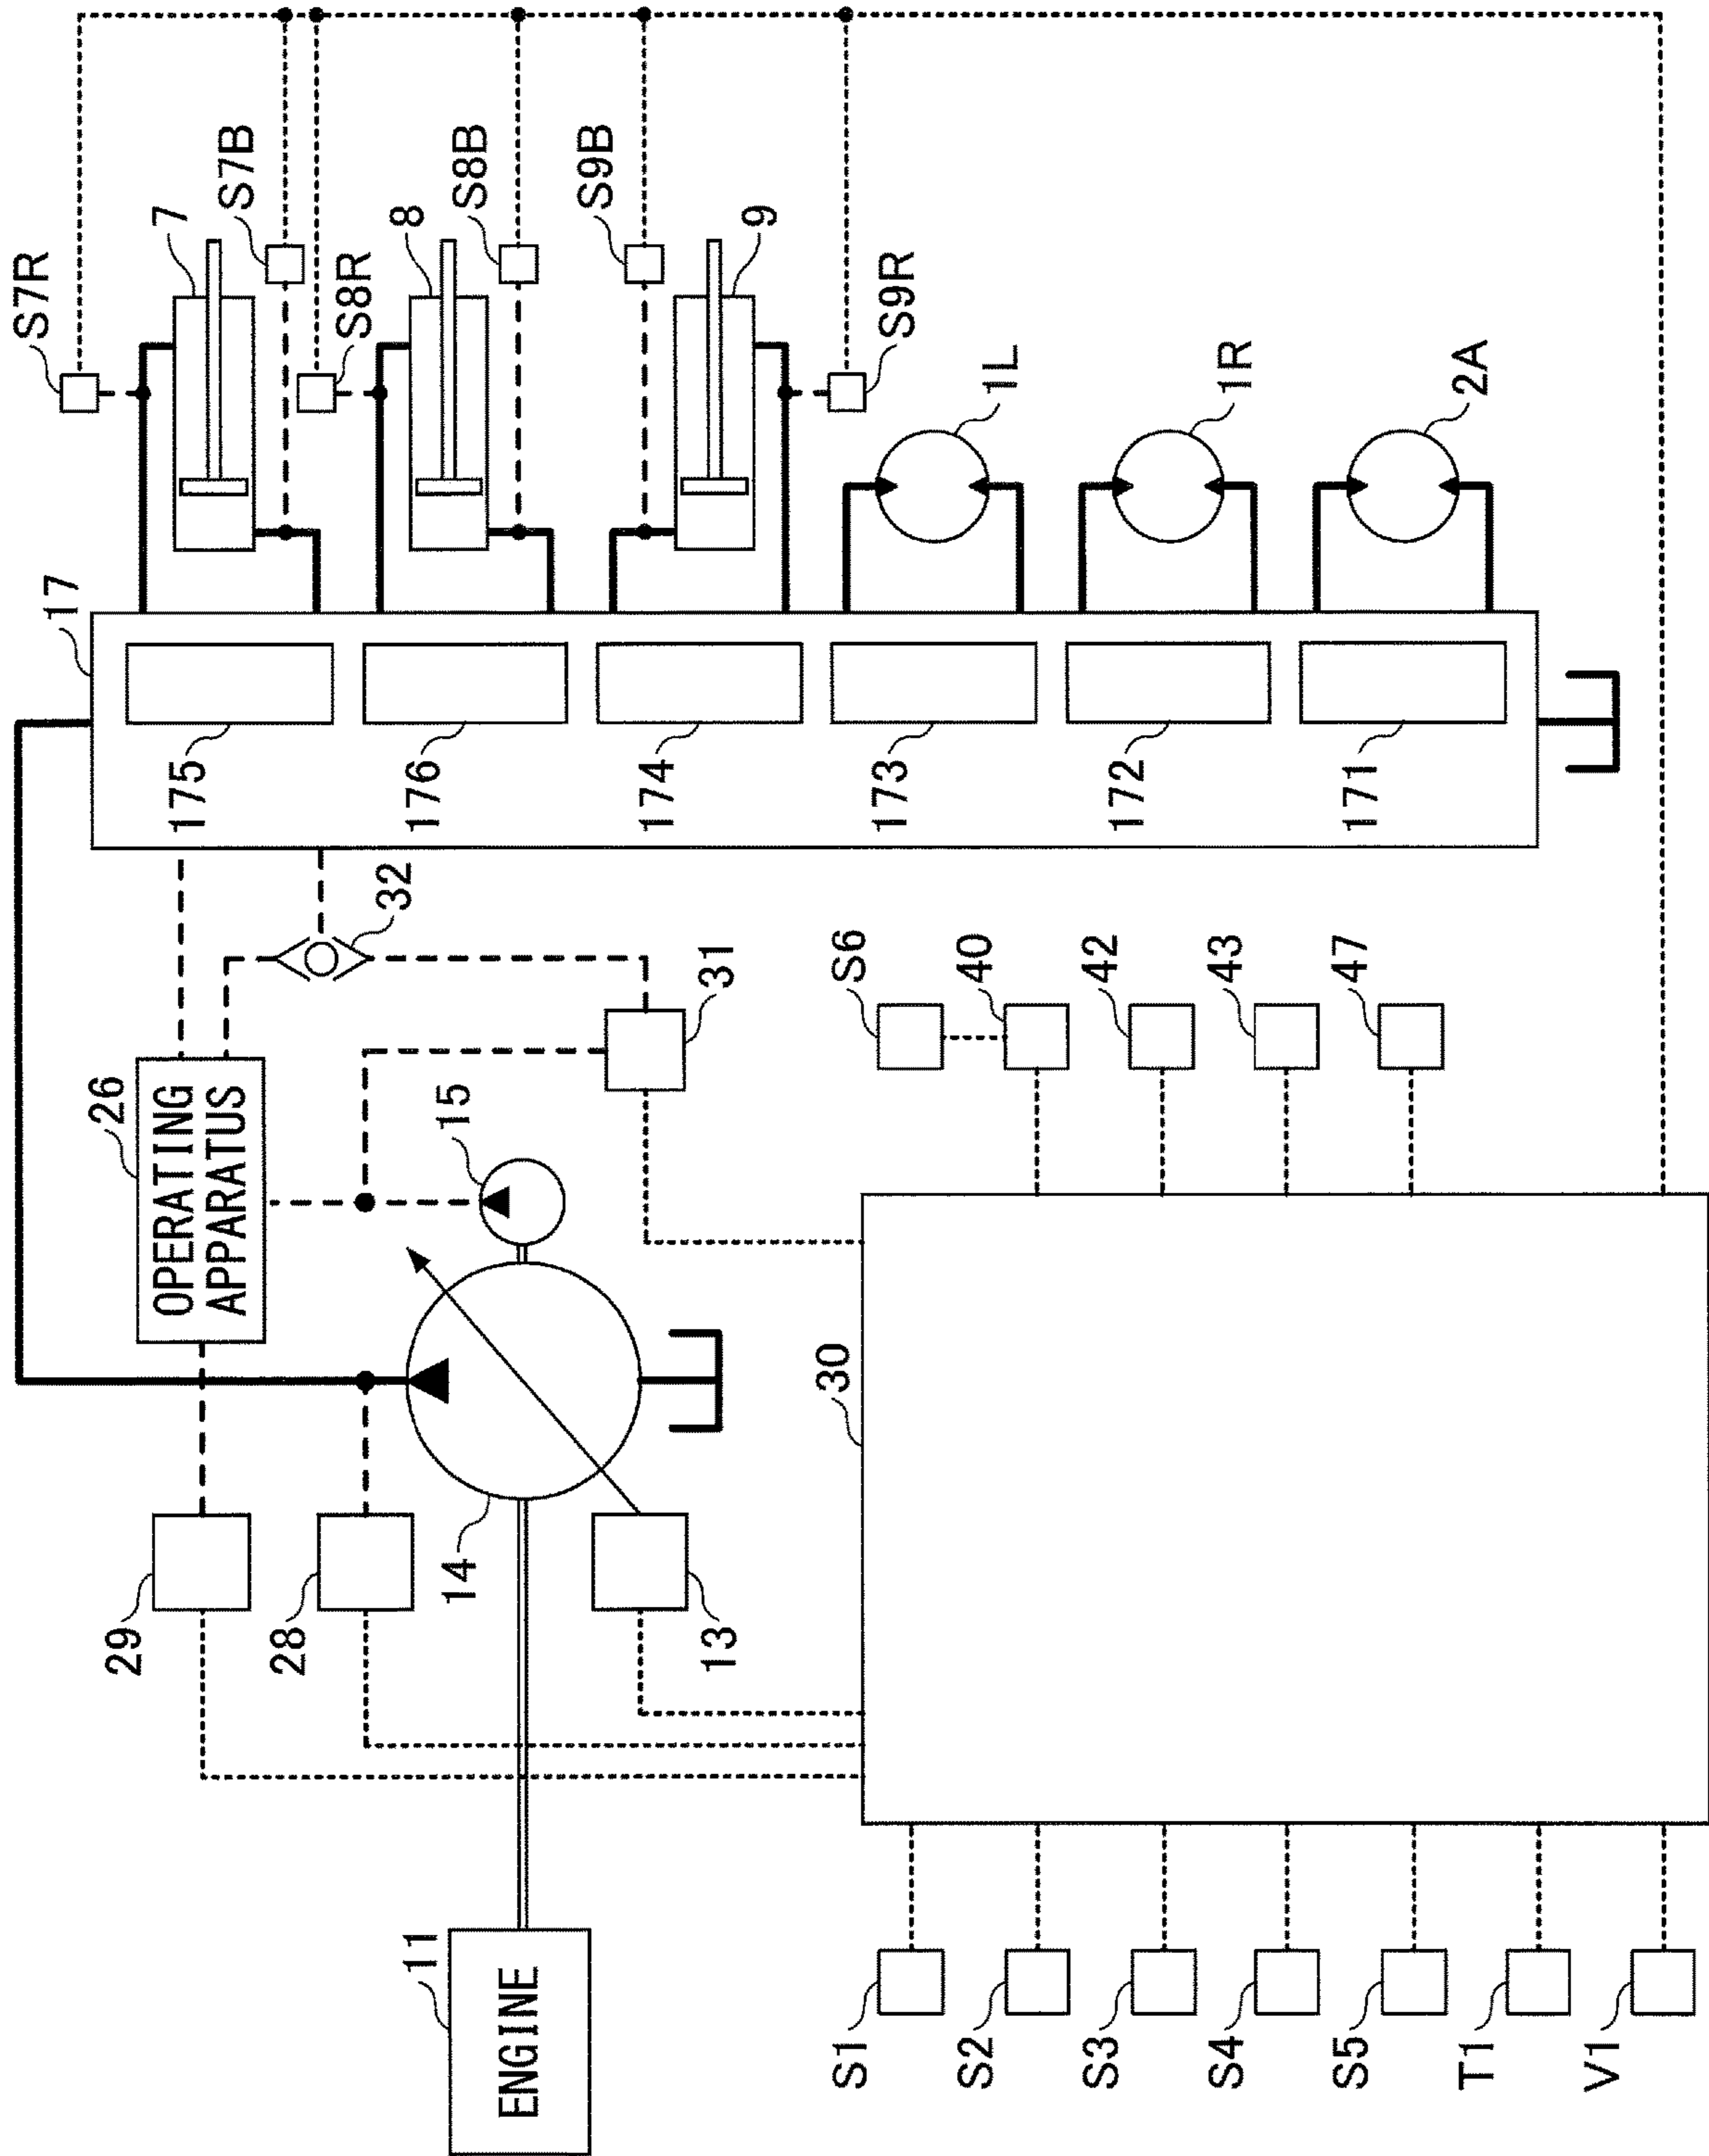 S7R
17
26
29
7
OPERATING
APPARATUS
175
S7B
28
S8R
32
8
11
176
14
15
S8B
ENGINE
S9B
174
13
31
9
30
S1
S6
S9R
173
S2
40
1L
S3
42
172
1R
S4
43
S5
47
171
2A
T1
V1